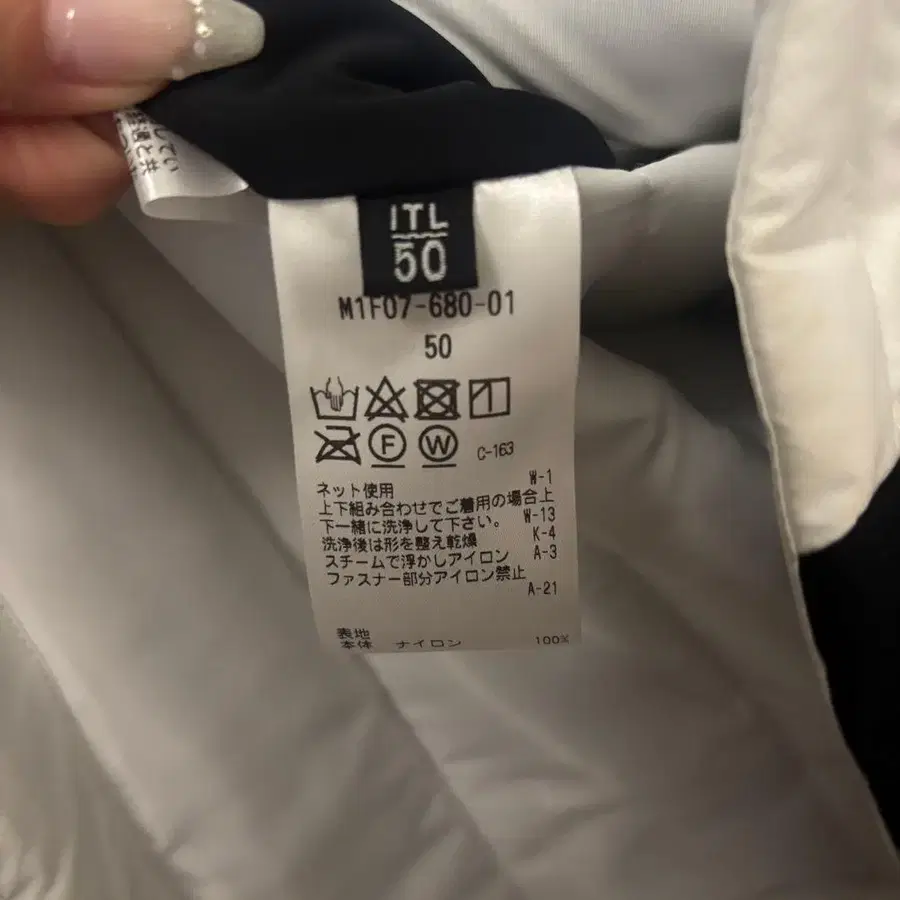 ITL
50
M1F07-680-01
50
F W C-163
ネット使用 W-1
上下組み合わせでご着用の場合上
下一緒に洗浄して下さい。 W-13
洗浄後は形を整え乾燥 K-4
スチームで浮かしアイロン A-3
ファスナー部分アイロン禁止
A-21
表地
本体 ナイロン 100%